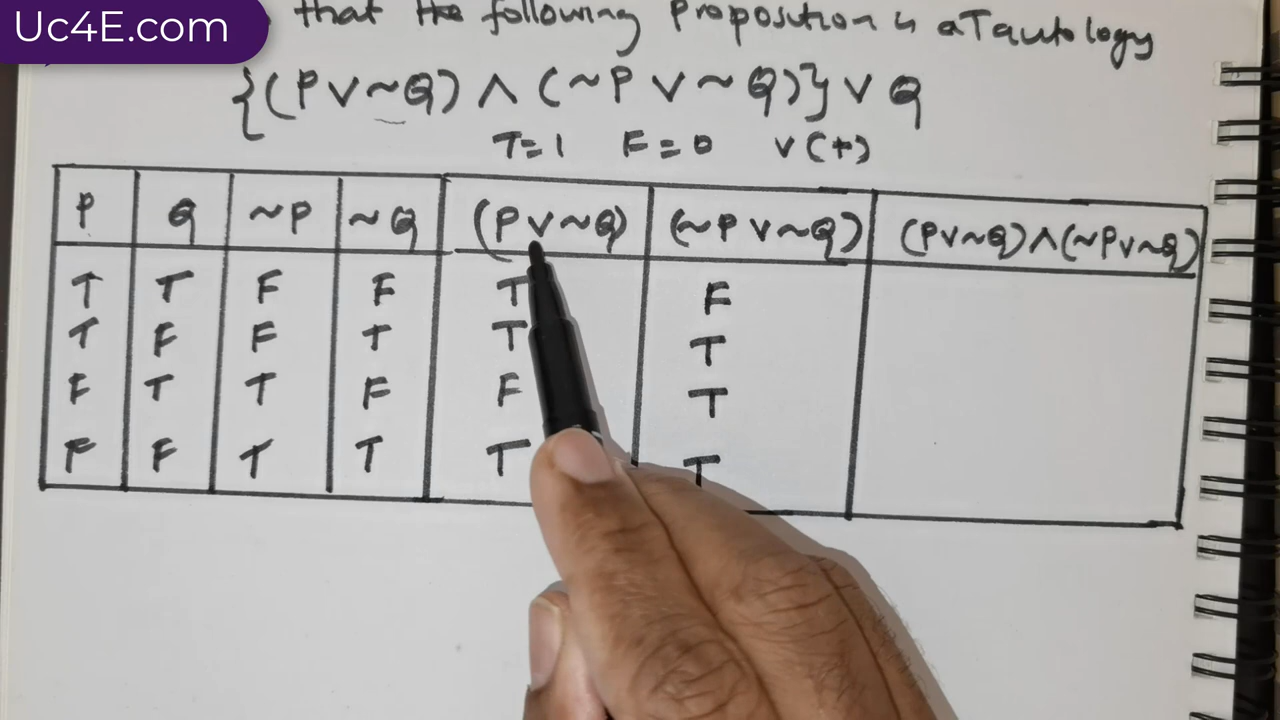 Uc4E.com
that the following Proposition is a Tautology
{(P∨~Q) ∧ (~P ∨ ~Q)} ∨ Q
T=1 F=0 ∨(+)
P Q ~P ~Q (P∨~Q) (~P∨~Q) (P∨~Q)∧(~P∨~Q)
T T F F T F
T F F T T T
F T T F F T
F F T T T T